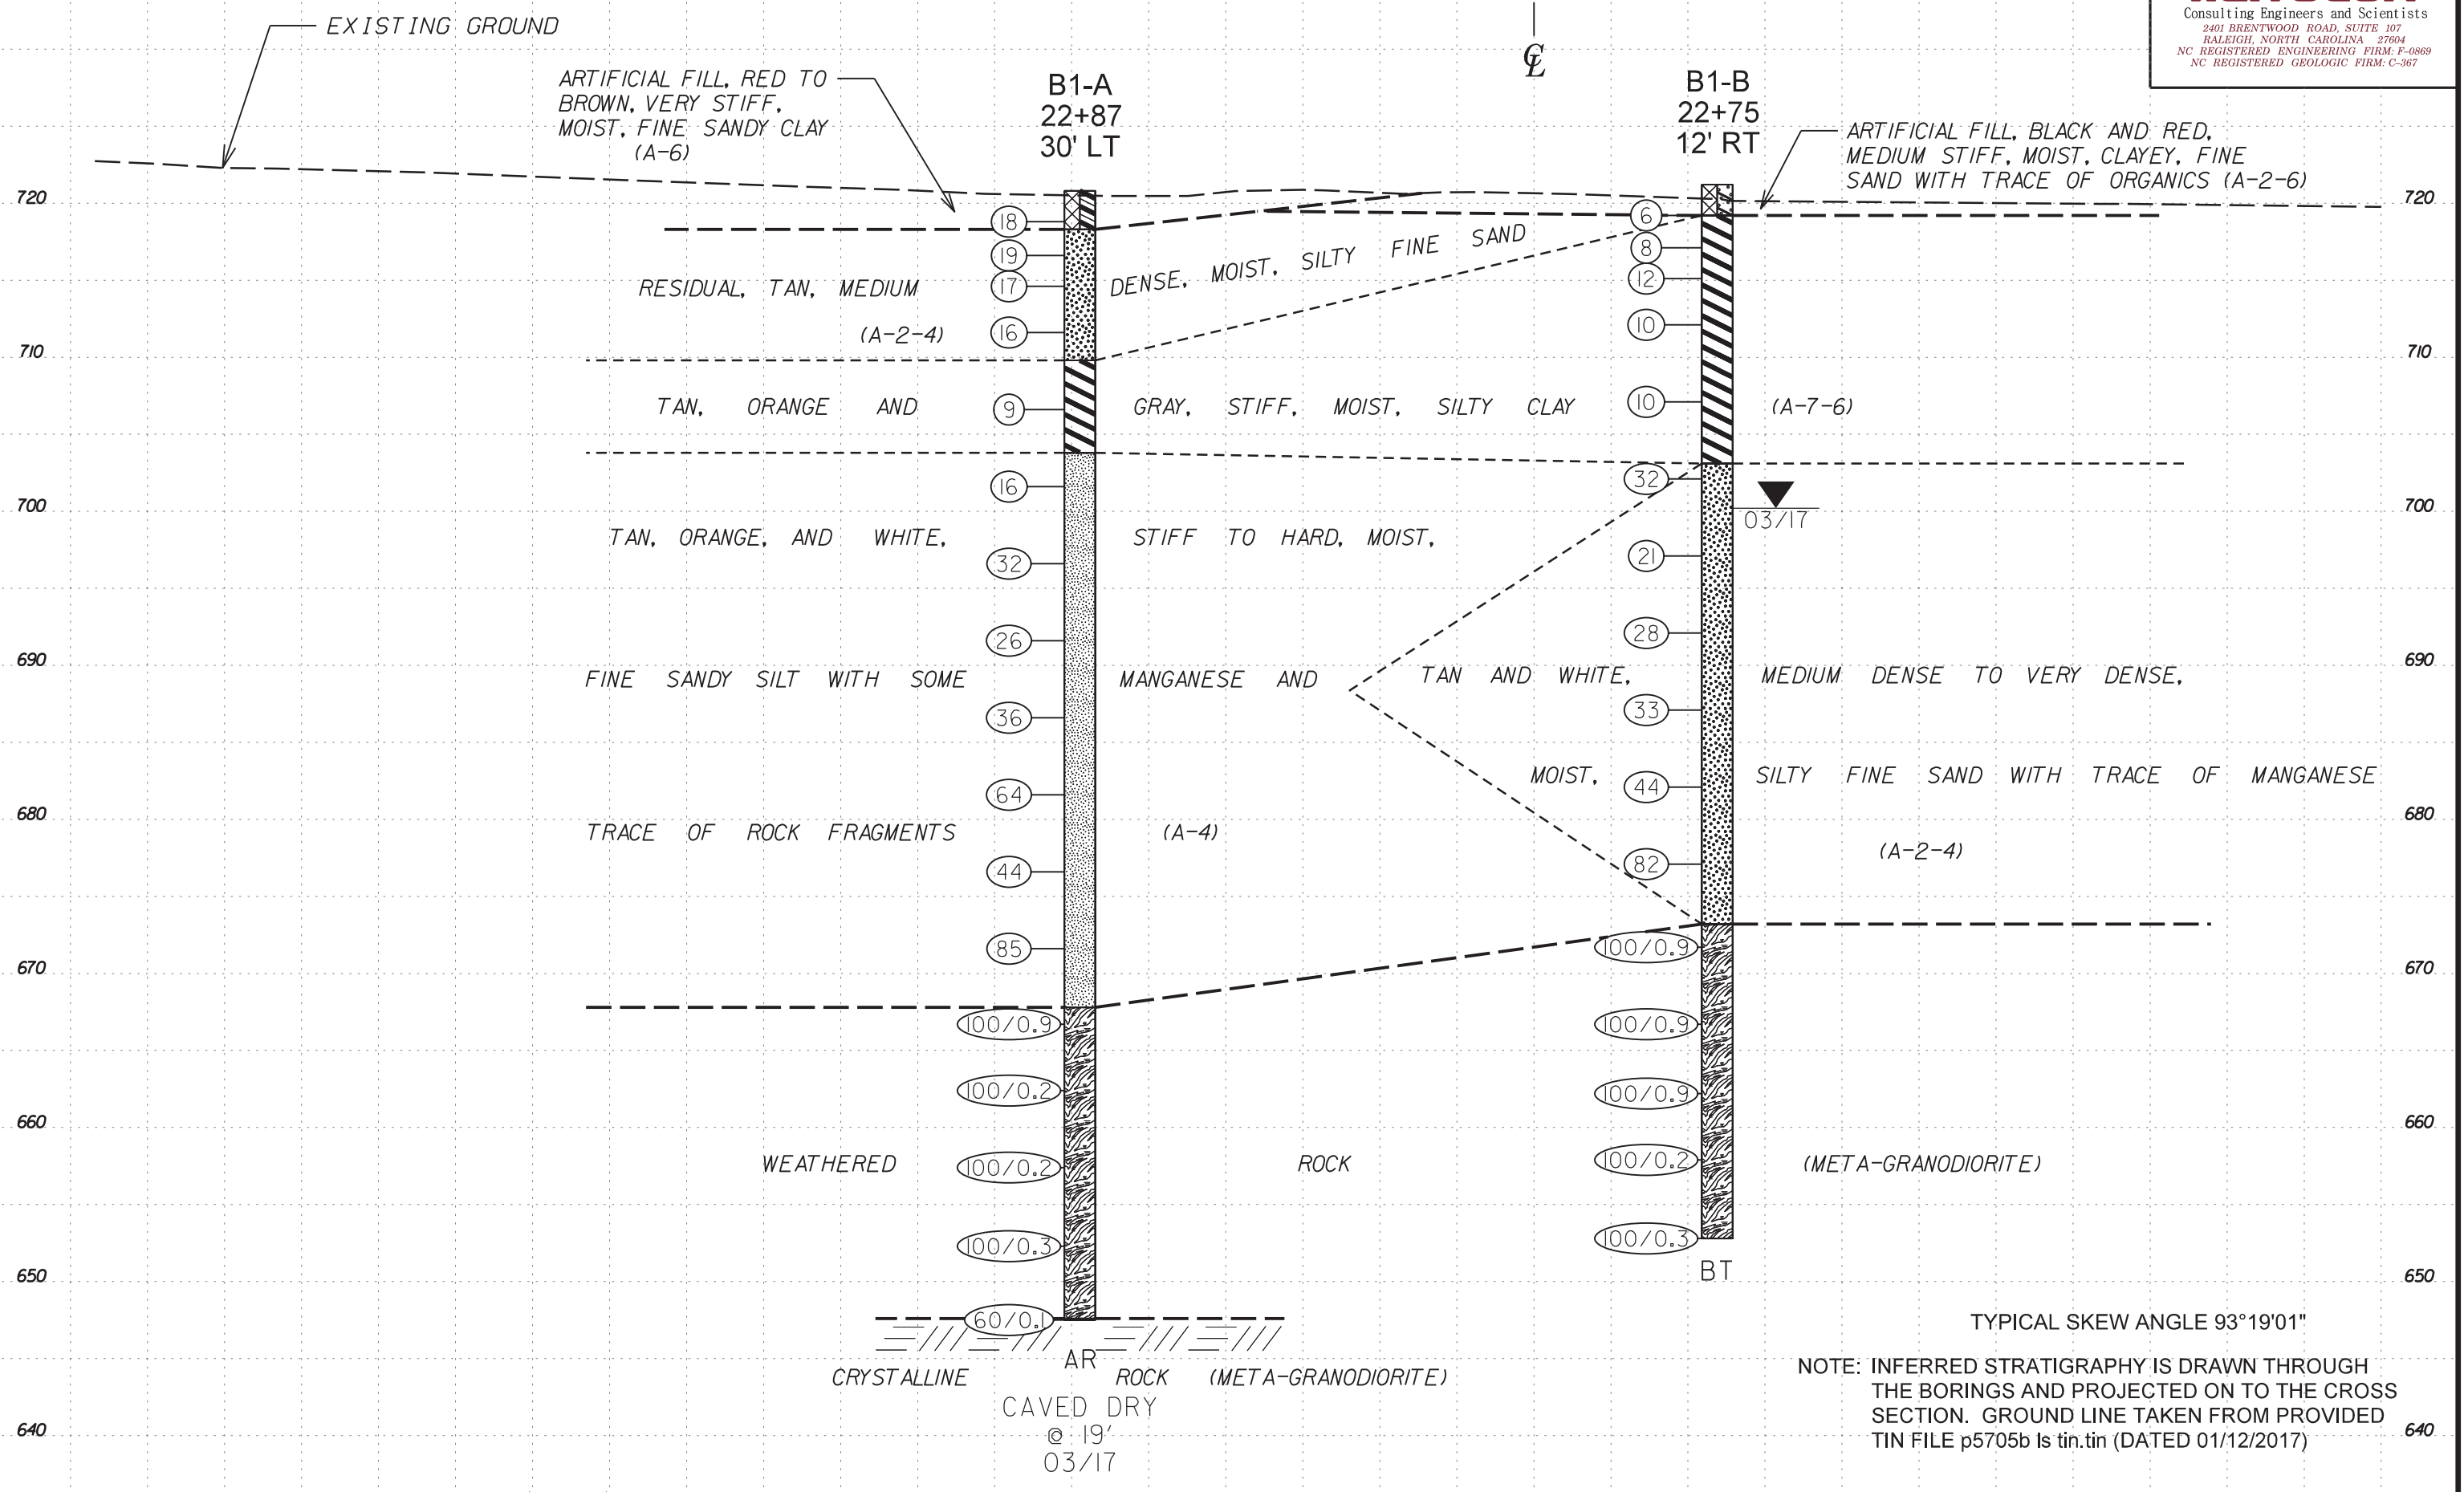 EXISTING GROUND
ARTIFICIAL FILL, RED TO
BROWN, VERY STIFF,
MOIST, FINE SANDY CLAY
(A-6)
B1-A
22+87
30' LT
℄
B1-B
22+75
12' RT
ARTIFICIAL FILL, BLACK AND RED,
MEDIUM STIFF, MOIST, CLAYEY, FINE
SAND WITH TRACE OF ORGANICS (A-2-6)
Consulting Engineers and Scientists
2401 BRENTWOOD ROAD, SUITE 107
RALEIGH, NORTH CAROLINA 27604
NC REGISTERED ENGINEERING FIRM: F-0869
NC REGISTERED GEOLOGIC FIRM: C-367
720 720
18 6
19 8
RESIDUAL, TAN, MEDIUM 17 DENSE, MOIST, SILTY FINE SAND 12
(A-2-4) 16 10
710 710
TAN, ORANGE AND 9 GRAY, STIFF, MOIST, SILTY CLAY 10 (A-7-6)
16 32
700 03/17 700
TAN, ORANGE, AND WHITE, STIFF TO HARD, MOIST,
32 21
26 28
690 690
FINE SANDY SILT WITH SOME MANGANESE AND TAN AND WHITE, MEDIUM DENSE TO VERY DENSE,
36 33
64 MOIST, 44 SILTY FINE SAND WITH TRACE OF MANGANESE
680 680
TRACE OF ROCK FRAGMENTS (A-4)
44 82 (A-2-4)
85 100/0.9
670 670
100/0.9 100/0.9
100/0.2 100/0.9
660 660
WEATHERED 100/0.2 ROCK 100/0.2 (META-GRANODIORITE)
100/0.3 100/0.3
650 BT 650
60/0.1
AR
CRYSTALLINE ROCK (META-GRANODIORITE)
CAVED DRY
@ 19'
03/17
640 640
TYPICAL SKEW ANGLE 93°19'01"
NOTE: INFERRED STRATIGRAPHY IS DRAWN THROUGH
THE BORINGS AND PROJECTED ON TO THE CROSS
SECTION. GROUND LINE TAKEN FROM PROVIDED
TIN FILE p5705b ls tin.tin (DATED 01/12/2017)